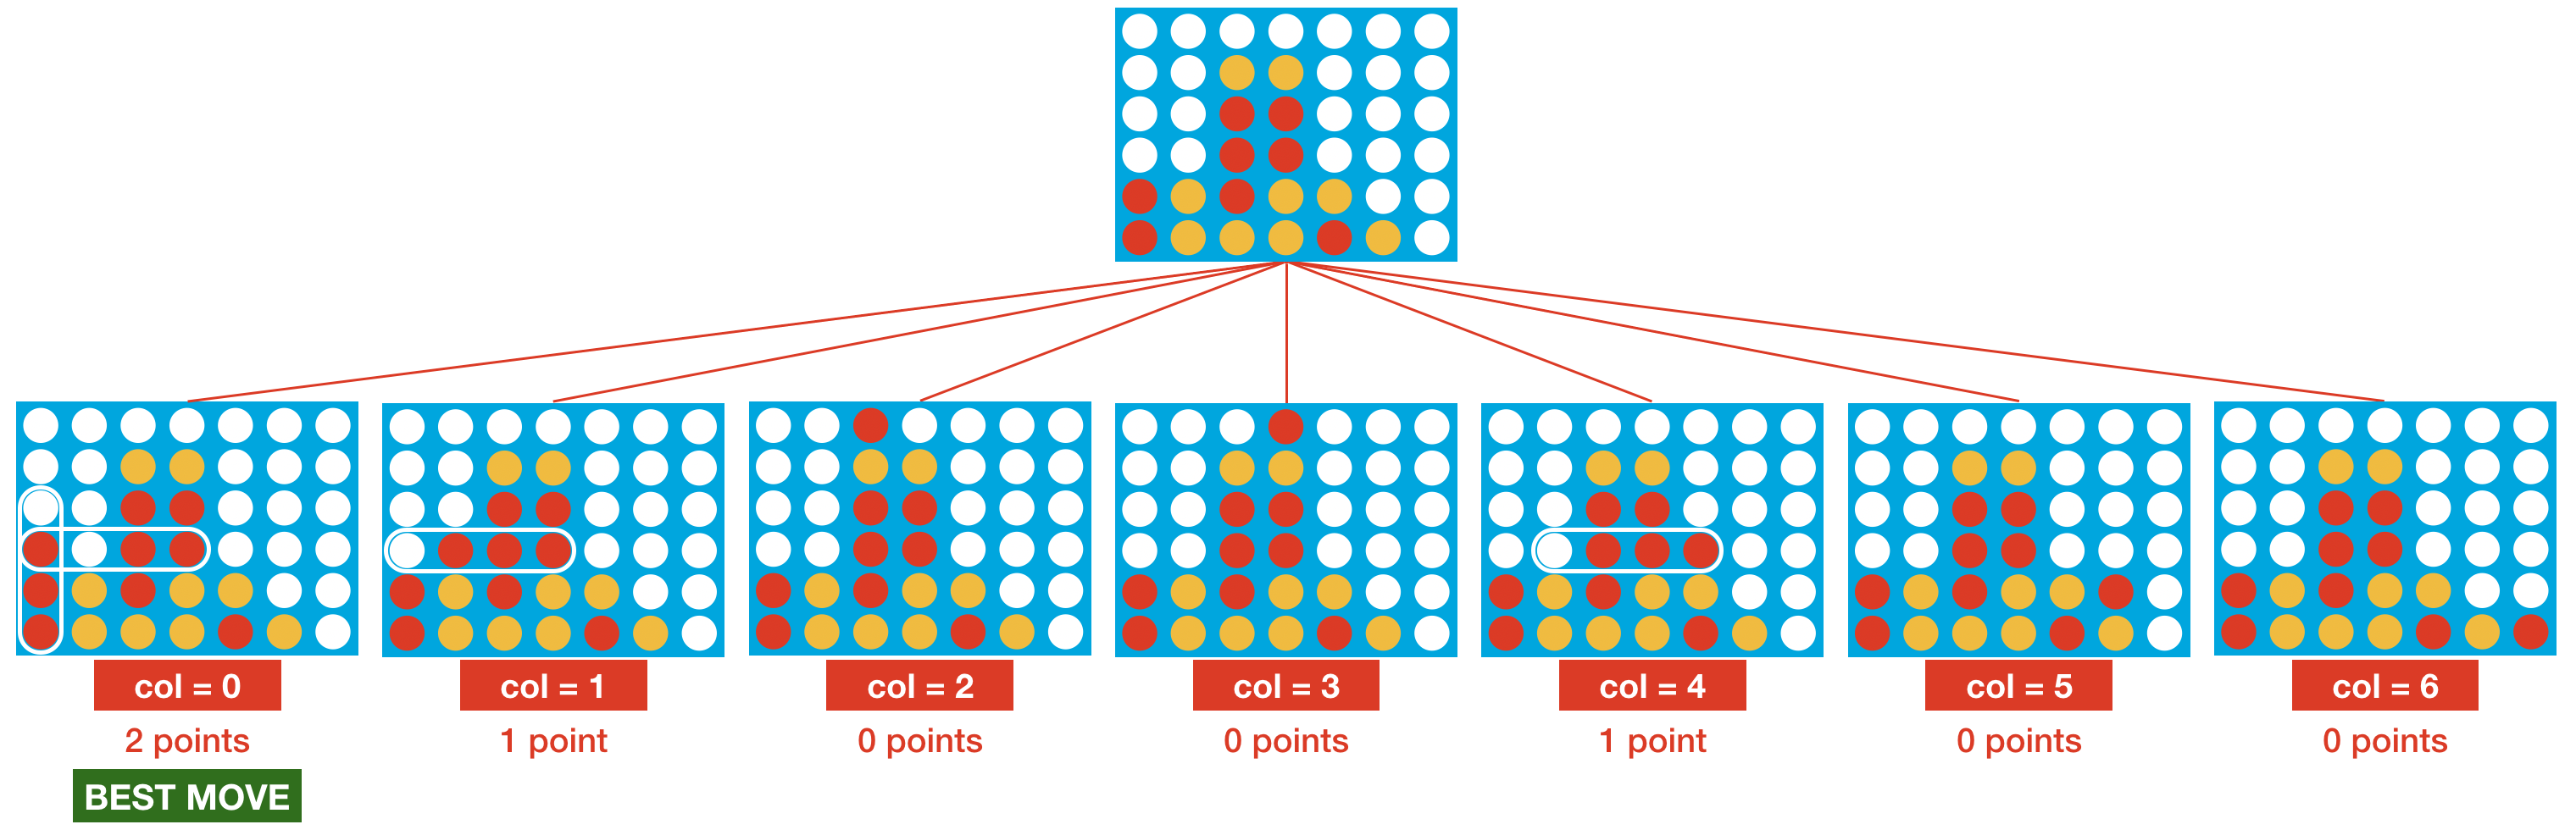 col = 0
col = 1
col = 2
col = 3
col = 4
col = 5
col = 6
2 points
1 point
0 points
0 points
1 point
0 points
0 points
BEST MOVE